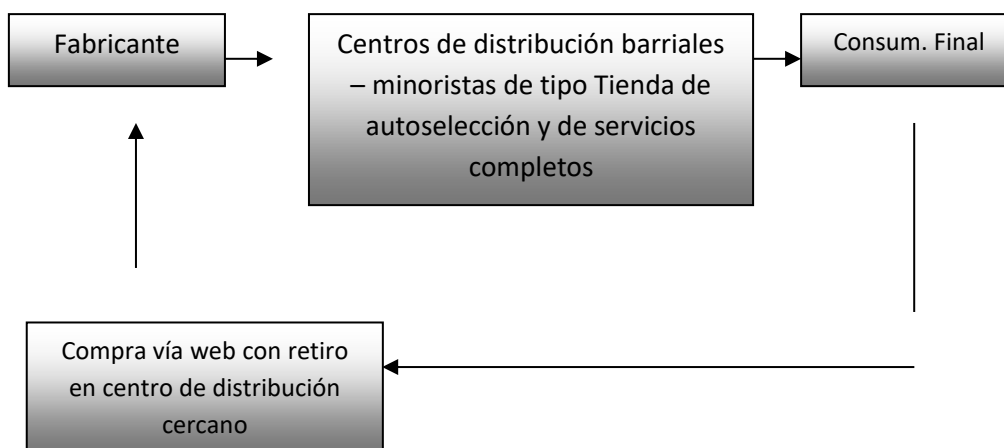 Fabricante
Centros de distribución barriales
– minoristas de tipo Tienda de
autoselección y de servicios
completos
Consum. Final
Compra vía web con retiro
en centro de distribución
cercano